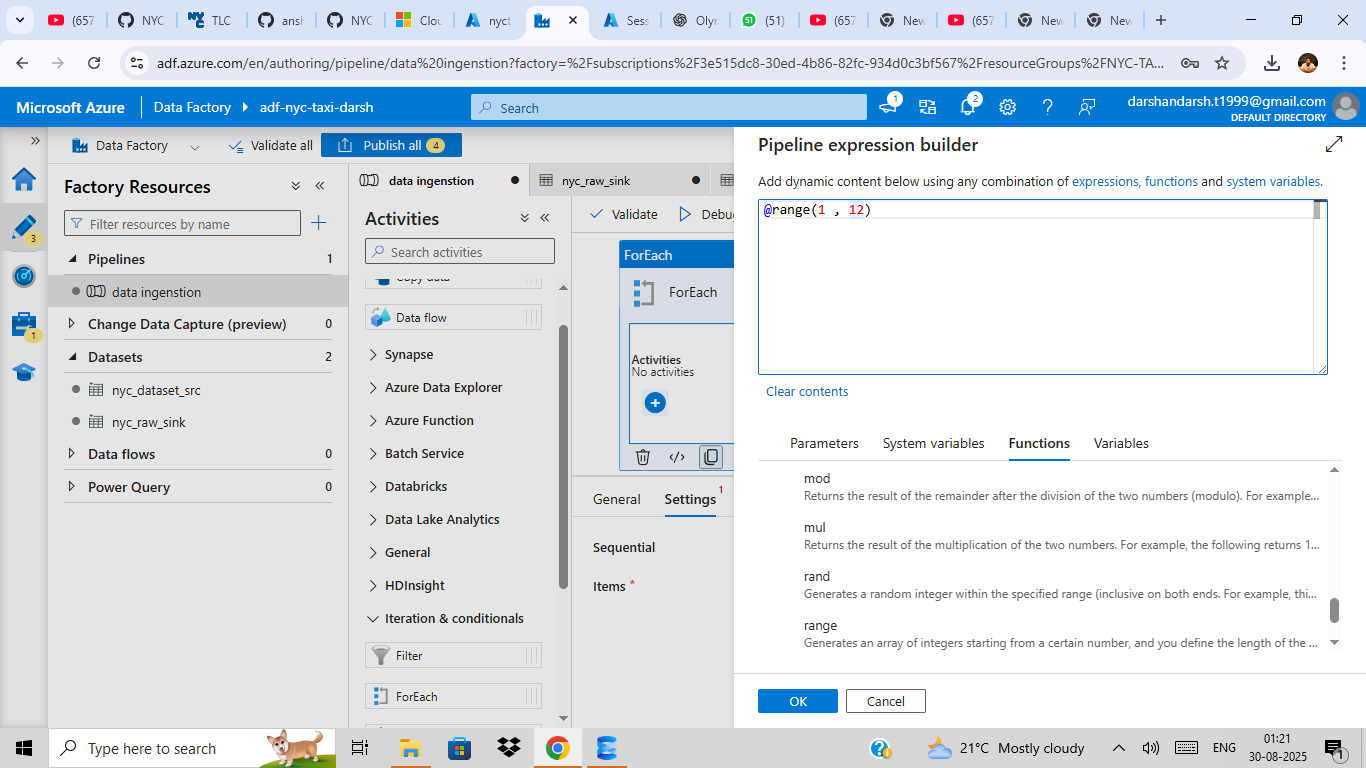 (657
NYC
TLC
ansh
NYC
Clou
nyct
Sess
Olyn
(51)
(657
New
(657
New
New
adf.azure.com/en/authoring/pipeline/data%20ingenstion?factory=%2Fsubscriptions%2F3e515dc8-30ed-4b86-82fc-934d0c3bf567%2FresourceGroups%2FNYC-TA...
Microsoft Azure
Data Factory
adf-nyc-taxi-darsh
Search
1
2
darshandarsh.t1999@gmail.com
DEFAULT DIRECTORY
Data Factory
Validate all
Publish all 4
Factory Resources
Filter resources by name
Pipelines 1
data ingenstion
Change Data Capture (preview) 0
Datasets 2
nyc_dataset_src
nyc_raw_sink
Data flows 0
Power Query 0
3
1
data ingenstion
nyc_raw_sink
Activities
Search activities
Copy data
Data flow
Synapse
Azure Data Explorer
Azure Function
Batch Service
Databricks
Data Lake Analytics
General
HDInsight
Iteration & conditionals
Filter
ForEach
Validate
Debu
ForEach
ForEach
Activities
No activities
General
Settings 1
Sequential
Items *
Pipeline expression builder
Add dynamic content below using any combination of expressions, functions and system variables.
@range(1 , 12)
Clear contents
Parameters
System variables
Functions
Variables
mod
Returns the result of the remainder after the division of the two numbers (modulo). For example...
mul
Returns the result of the multiplication of the two numbers. For example, the following returns 1...
rand
Generates a random integer within the specified range (inclusive on both ends. For example, thi...
range
Generates an array of integers starting from a certain number, and you define the length of the ...
OK
Cancel
Type here to search
21°C Mostly cloudy
ENG
01:21
30-08-2025
1